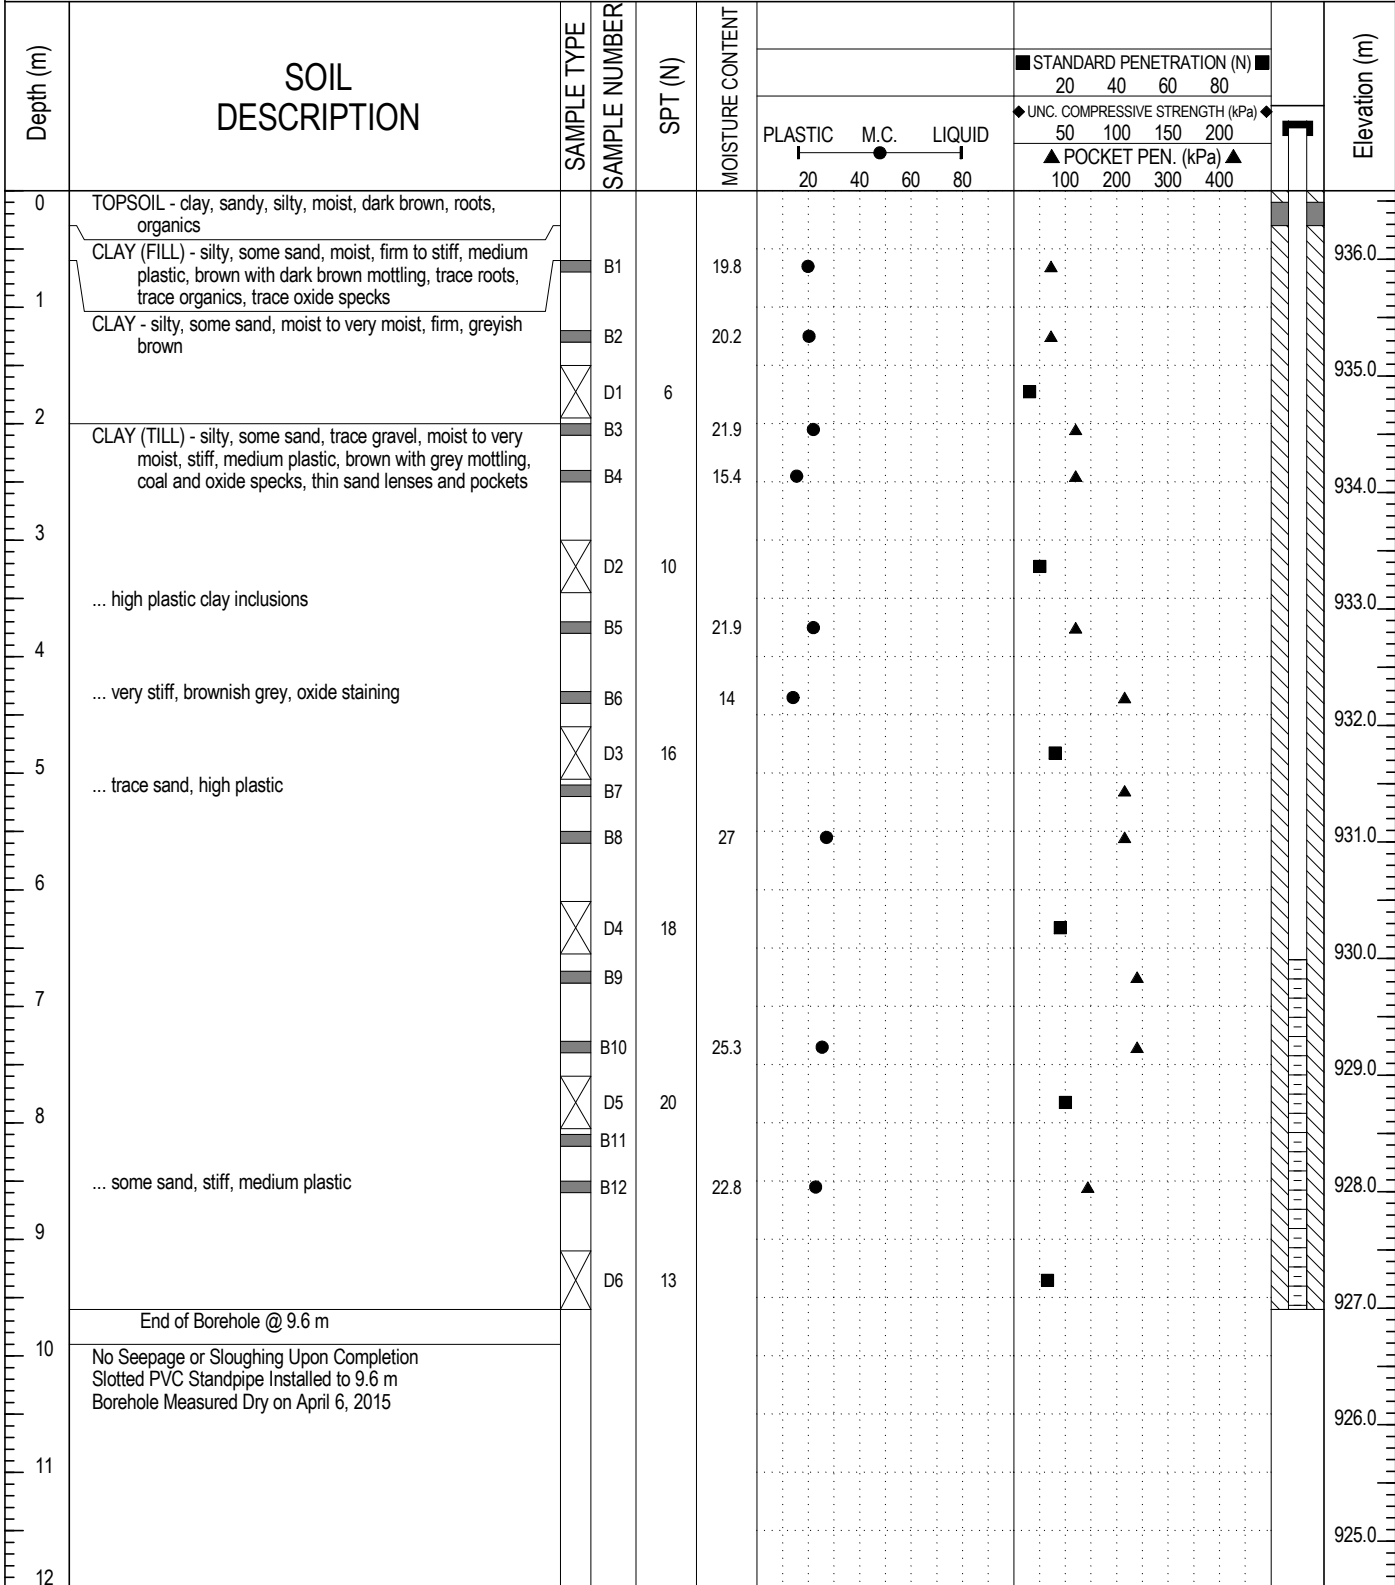 Depth (m)
SOIL
DESCRIPTION
SAMPLE TYPE
SAMPLE NUMBER
SPT (N)
MOISTURE CONTENT
PLASTIC M.C. LIQUID
20 40 60 80
■ STANDARD PENETRATION (N) ■
20 40 60 80
◆ UNC. COMPRESSIVE STRENGTH (kPa) ◆
50 100 150 200
▲ POCKET PEN. (kPa) ▲
100 200 300 400
Elevation (m)
0
TOPSOIL - clay, sandy, silty, moist, dark brown, roots,
organics
CLAY (FILL) - silty, some sand, moist, firm to stiff, medium
plastic, brown with dark brown mottling, trace roots,
trace organics, trace oxide specks
B1 19.8
936.0
1
CLAY - silty, some sand, moist to very moist, firm, greyish
brown
B2 20.2
935.0
D1 6
2
CLAY (TILL) - silty, some sand, trace gravel, moist to very
moist, stiff, medium plastic, brown with grey mottling,
coal and oxide specks, thin sand lenses and pockets
B3 21.9
B4 15.4
934.0
3
D2 10
... high plastic clay inclusions
933.0
B5 21.9
4
... very stiff, brownish grey, oxide staining
B6 14
932.0
D3 16
5
... trace sand, high plastic
B7
B8 27
931.0
6
D4 18
930.0
B9
7
B10 25.3
929.0
D5 20
8
B11
... some sand, stiff, medium plastic
B12 22.8
928.0
9
D6 13
927.0
End of Borehole @ 9.6 m
10
No Seepage or Sloughing Upon Completion
Slotted PVC Standpipe Installed to 9.6 m
Borehole Measured Dry on April 6, 2015
926.0
11
925.0
12